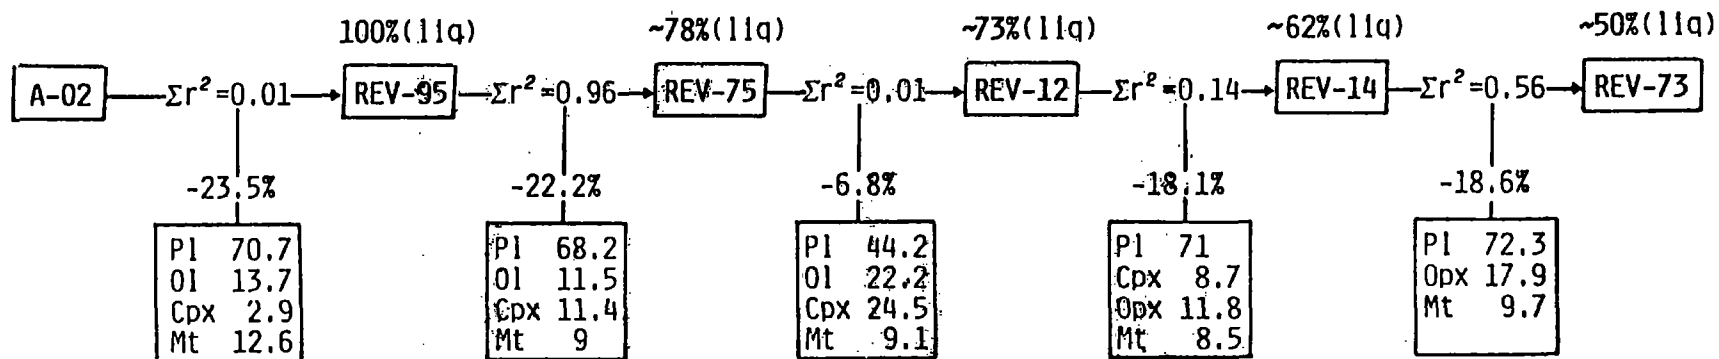 100%(liq) ~78%(liq) ~73%(liq) ~62%(liq) ~50%(liq)
A-02 Σr²=0.01 REV-95 Σr²=0.96 REV-75 Σr²=0.01 REV-12 Σr²=0.14 REV-14 Σr²=0.56 REV-73
-23.5% -22.2% -6.8% -18.1% -18.6%
Pl 70.7
Ol 13.7
Cpx 2.9
Mt 12.6
Pl 68.2
Ol 11.5
Cpx 11.4
Mt 9
Pl 44.2
Ol 22.2
Cpx 24.5
Mt 9.1
Pl 71
Cpx 8.7
Opx 11.8
Mt 8.5
Pl 72.3
Opx 17.9
Mt 9.7